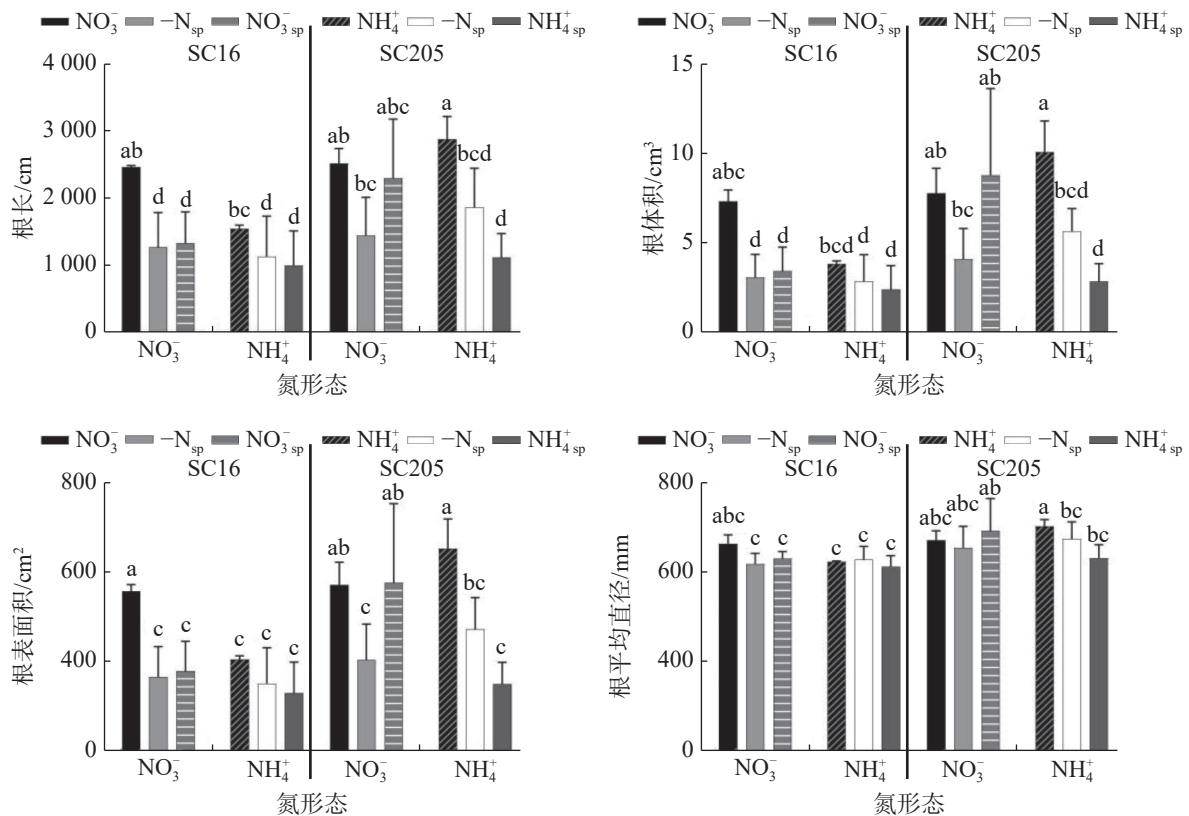 NO₃⁻ −Nsp NO₃⁻sp NH₄⁺ −Nsp NH₄⁺sp
SC16 SC205
根长/cm
4 000
3 000
2 000
1 000
0
ab d d bc d d ab bc abc a bcd d
NO₃⁻ NH₄⁺ NO₃⁻ NH₄⁺
氮形态
SC16 SC205
根体积/cm³
15
10
5
0
abc d d bcd d d ab bc ab a bcd d
NO₃⁻ NH₄⁺ NO₃⁻ NH₄⁺
氮形态
NO₃⁻ −Nsp NO₃⁻sp NH₄⁺ −Nsp NH₄⁺sp
NO₃⁻ −Nsp NO₃⁻sp NH₄⁺ −Nsp NH₄⁺sp
SC16 SC205
根表面积/cm²
800
600
400
0
a c c c c c ab c ab a bc c
NO₃⁻ NH₄⁺ NO₃⁻ NH₄⁺
氮形态
NO₃⁻ −Nsp NO₃⁻sp NH₄⁺ −Nsp NH₄⁺sp
SC16 SC205
根平均直径/mm
800
600
400
0
abc c c c c c abc abc ab a bc bc
NO₃⁻ NH₄⁺ NO₃⁻ NH₄⁺
氮形态